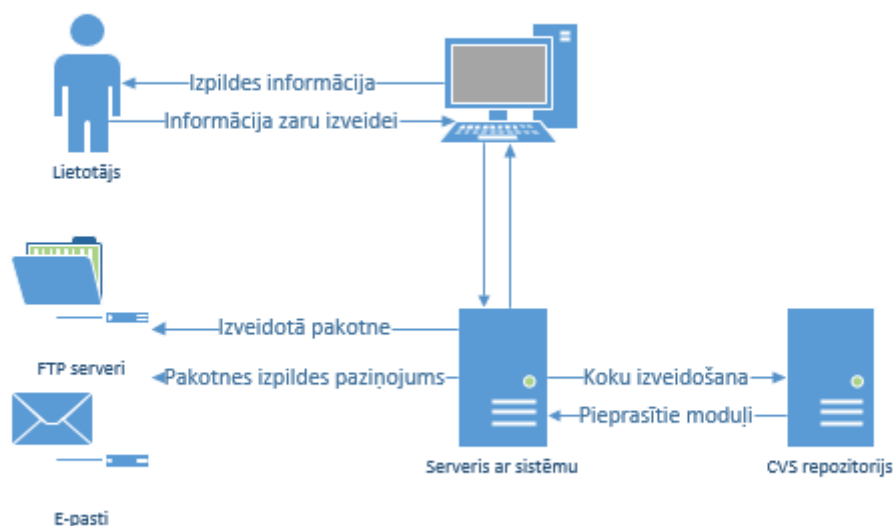 Izpildes informācija
Informācija zaru izveidei
Lietotājs
Izveidotā pakotne
FTP serveri
Pakotnes izpildes paziņojums
Koku izveidošana
Pieprasītie moduļi
Serveris ar sistēmu
CVS repozitorijs
E-pasti